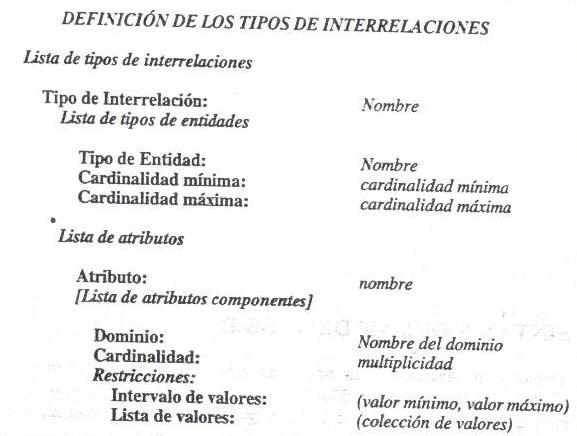 DEFINICIÓN DE LOS TIPOS DE INTERRELACIONES
Lista de tipos de interrelaciones
Tipo de Interrelación: Nombre
Lista de tipos de entidades
Tipo de Entidad: Nombre
Cardinalidad mínima: cardinalidad mínima
Cardinalidad máxima: cardinalidad máxima
Lista de atributos
Atributo: nombre
[Lista de atributos componentes]
Dominio: Nombre del dominio
Cardinalidad: multiplicidad
Restricciones:
Intervalo de valores: (valor mínimo, valor máximo)
Lista de valores: (colección de valores)